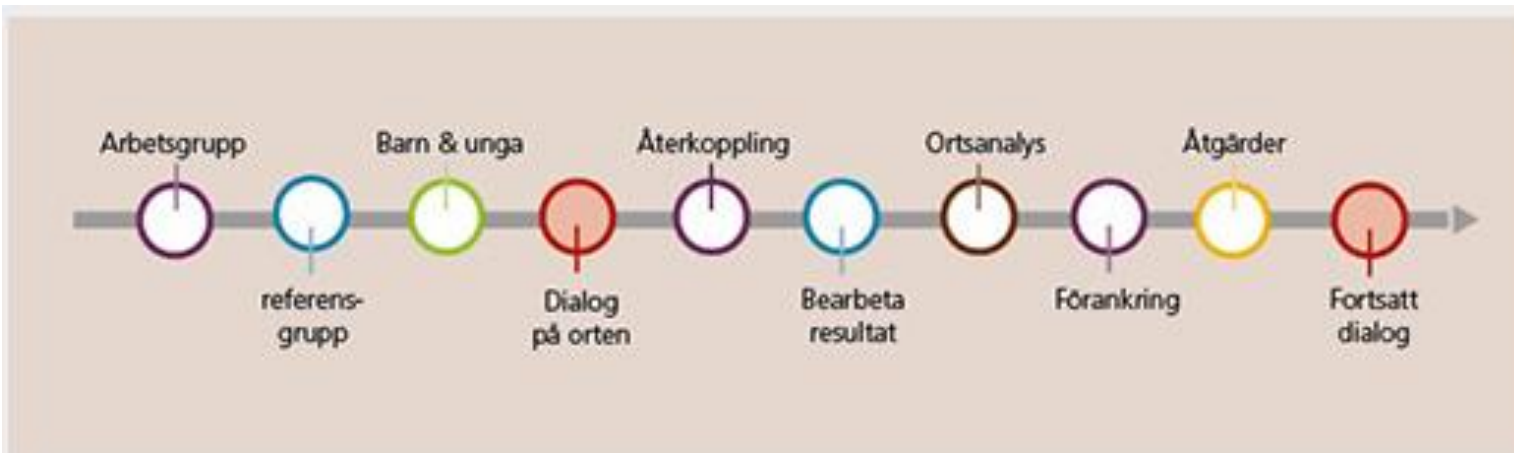 Arbetsgrupp
referens-
grupp
Barn & unga
Dialog
på orten
Återkoppling
Bearbeta
resultat
Ortsanalys
Förankring
Åtgärder
Fortsatt
dialog